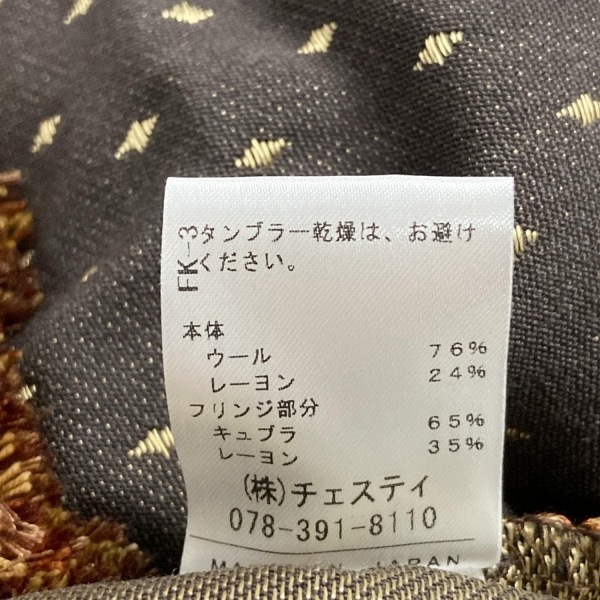 FK-3
タンブラー乾燥は、お避け
ください。
本体
ウール 76%
レーヨン 24%
フリンジ部分
キュプラ 65%
レーヨン 35%
(株)チェスティ
078-391-8110
JAPAN